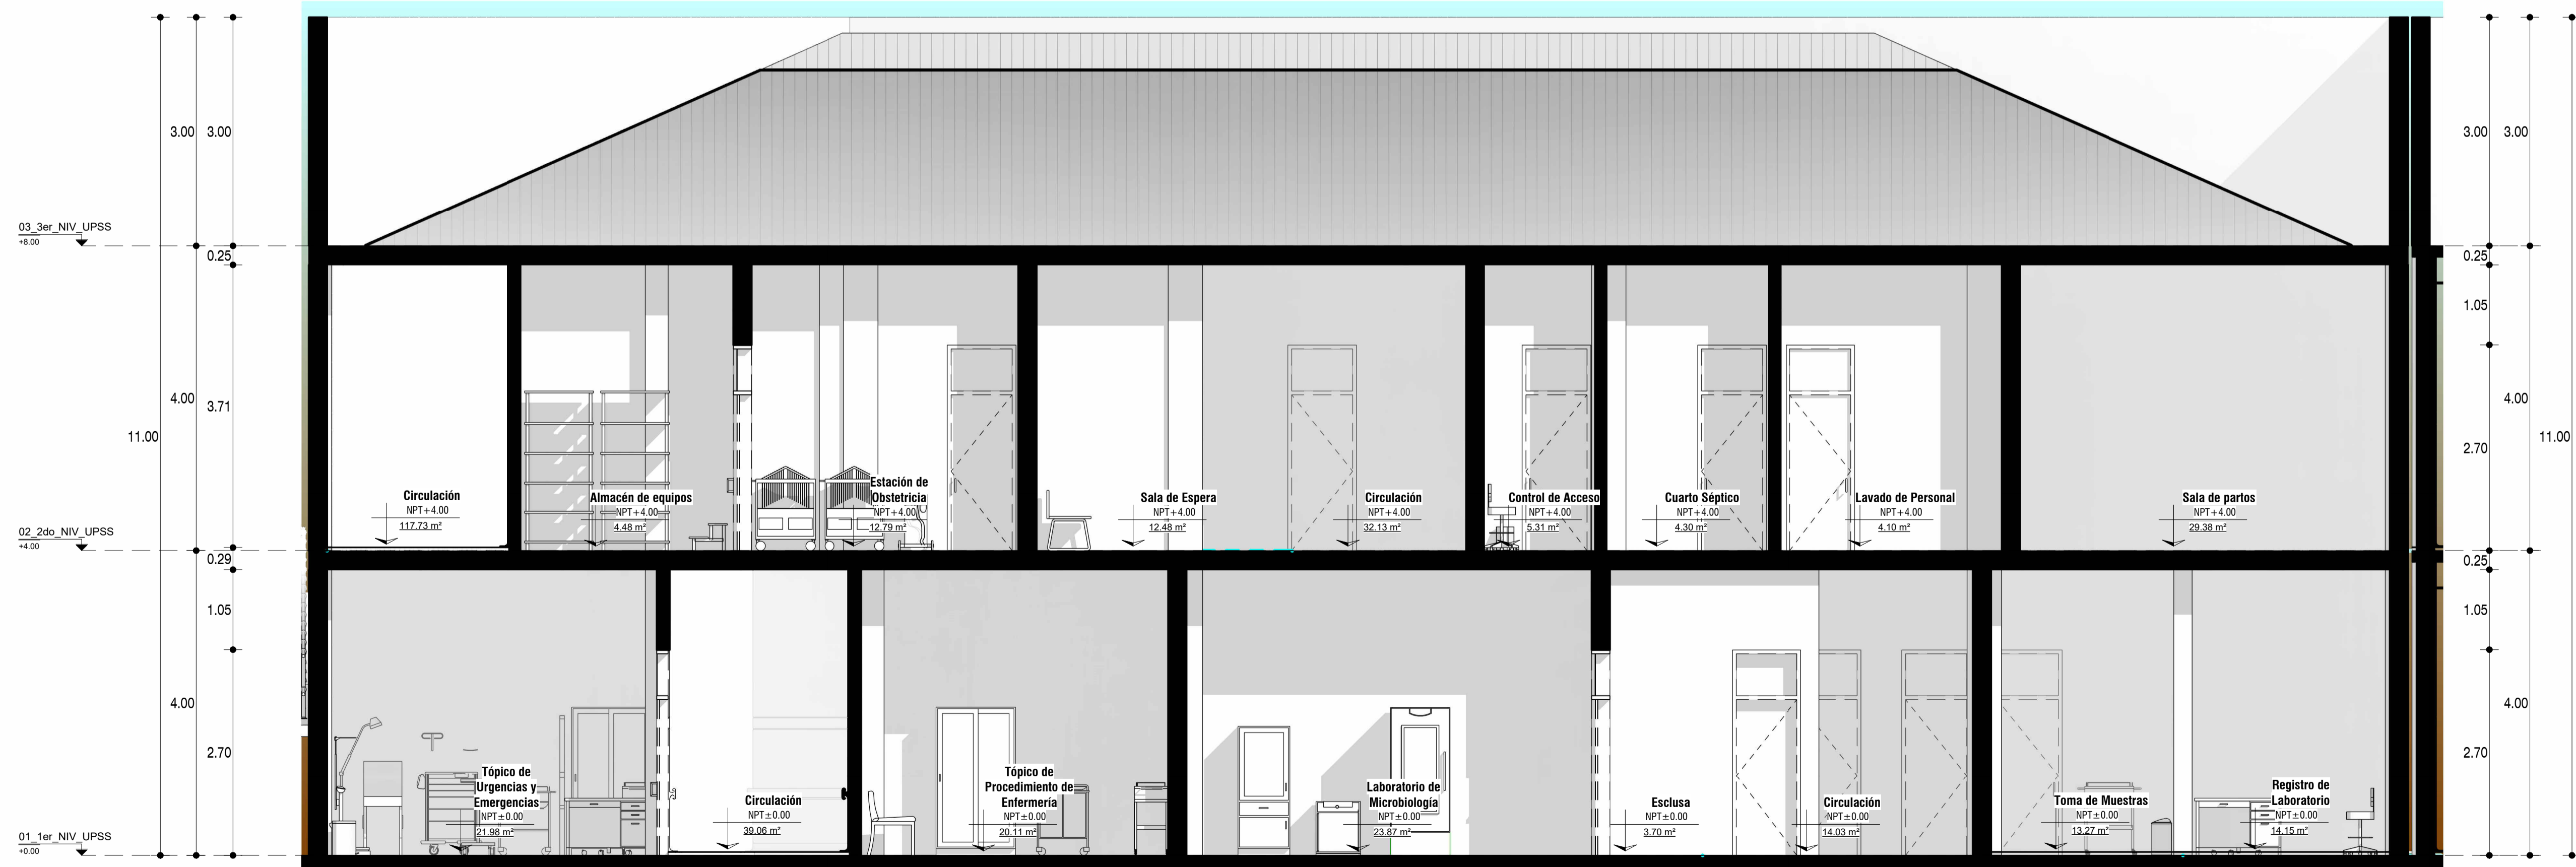 3.00
3.00
3.00
3.00
03_3er_NIV_UPSS
+8.00
0.25
0.25
1.05
4.00
3.71
4.00
11.00
11.00
2.70
Circulación
NPT+4.00
117.73 m²
Almacén de equipos
NPT+4.00
4.48 m²
Estación de
Obstetricia
NPT+4.00
12.79 m²
Sala de Espera
NPT+4.00
12.48 m²
Circulación
NPT+4.00
32.13 m²
Control de Acceso
NPT+4.00
5.31 m²
Cuarto Séptico
NPT+4.00
4.30 m²
Lavado de Personal
NPT+4.00
4.10 m²
Sala de partos
NPT+4.00
29.38 m²
02_2do_NIV_UPSS
+4.00
0.29
0.25
1.05
1.05
4.00
4.00
2.70
2.70
Tópico de
Urgencias y
Emergencias
NPT±0.00
21.98 m²
Circulación
NPT±0.00
39.06 m²
Tópico de
Procedimiento de
Enfermería
NPT±0.00
20.11 m²
Laboratorio de
Microbiología
NPT±0.00
23.87 m²
Esclusa
NPT±0.00
3.70 m²
Circulación
NPT±0.00
14.03 m²
Toma de Muestras
NPT±0.00
13.27 m²
Registro de
Laboratorio
NPT±0.00
14.15 m²
01_1er_NIV_UPSS
+0.00